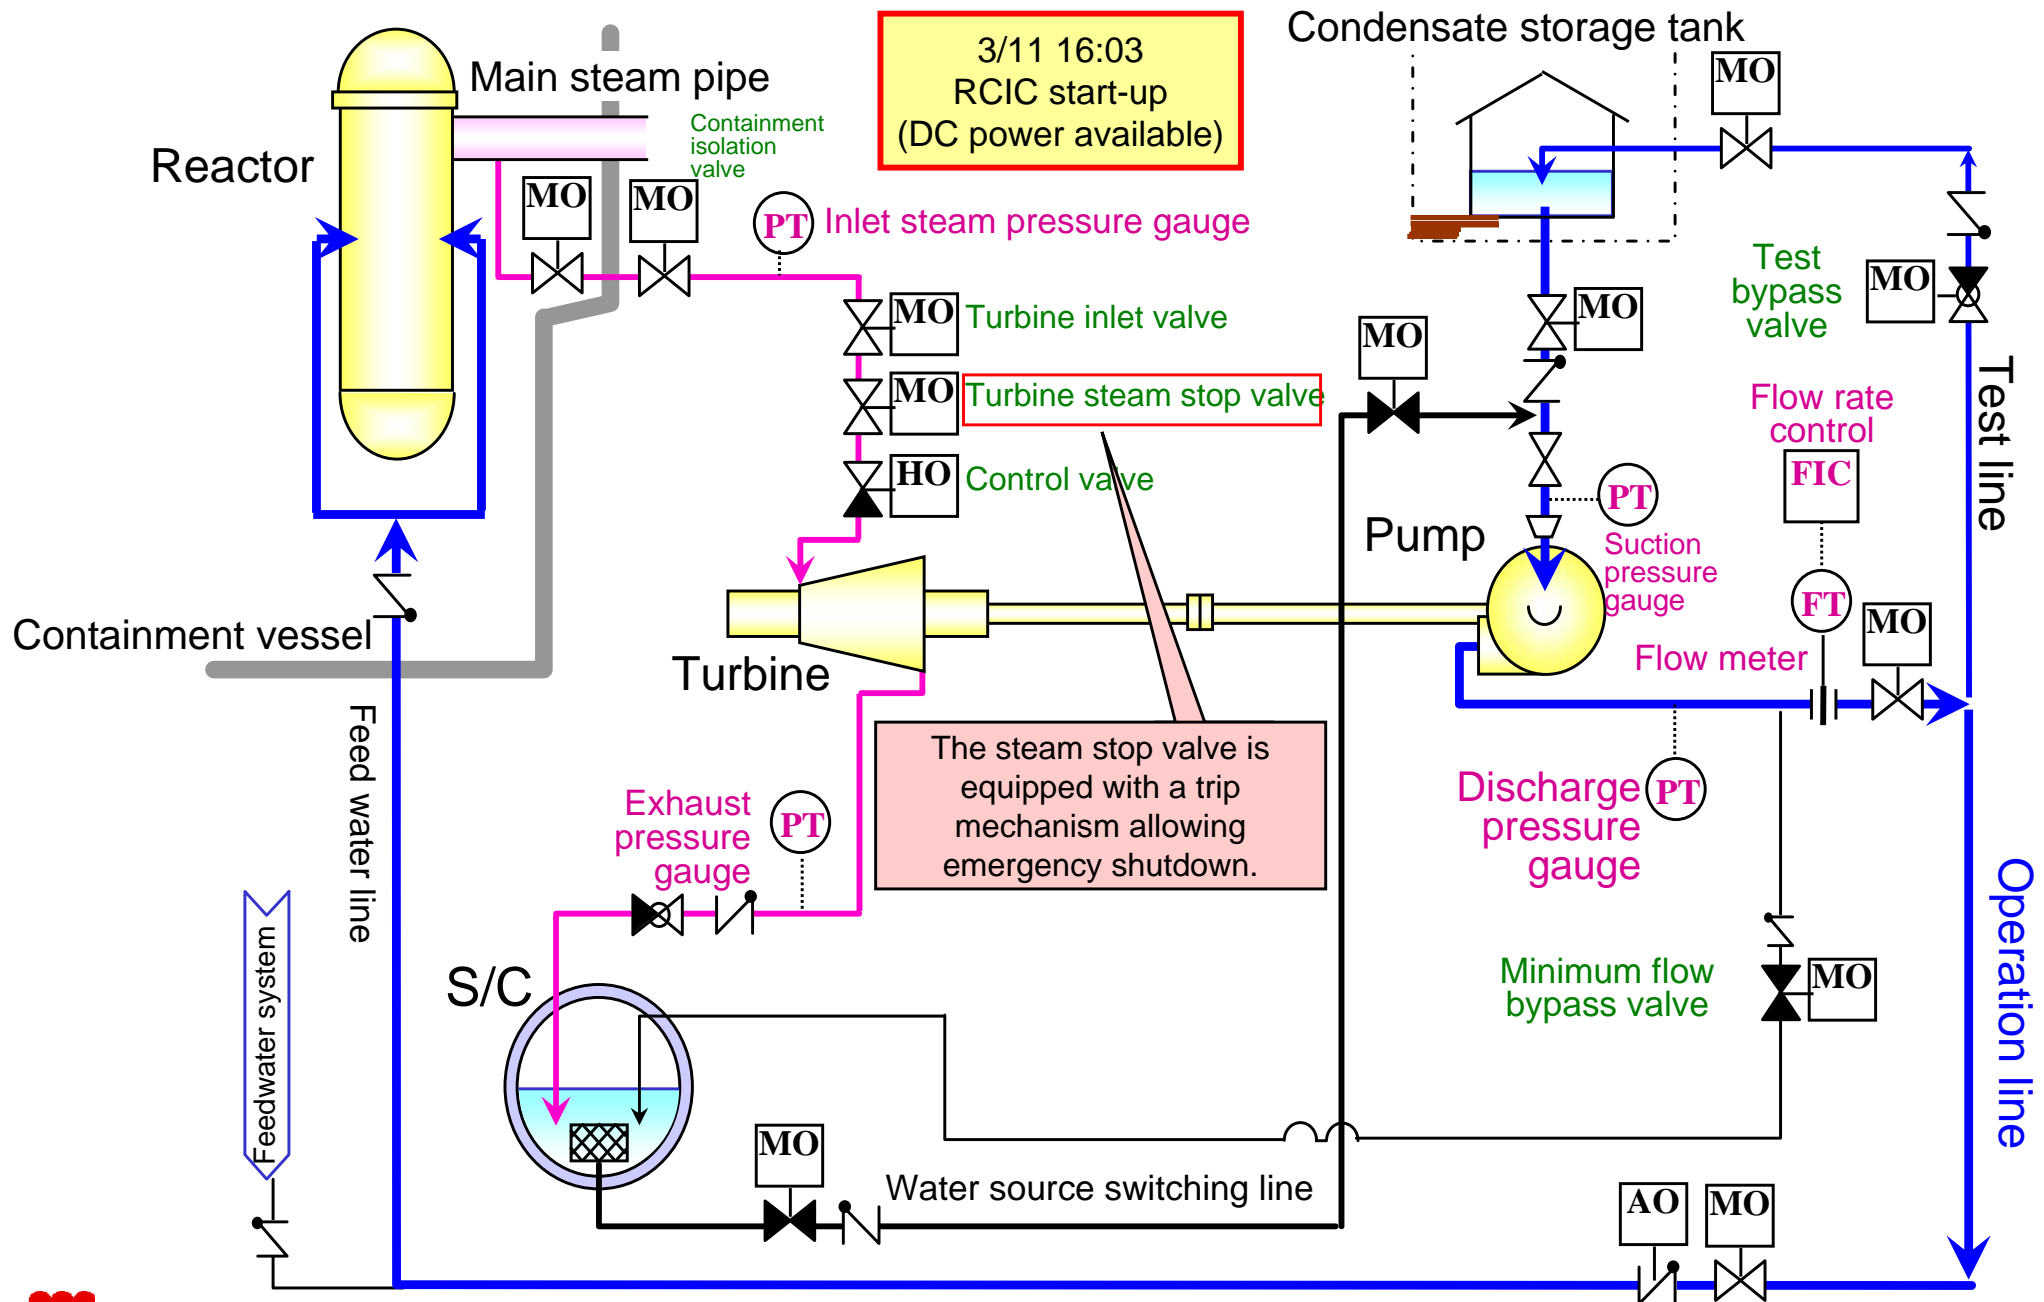 3/11 16:03
RCIC start-up
(DC power available)
Condensate storage tank
MO
Main steam pipe
Containment
isolation
valve
Reactor
MO
MO
PT
Inlet steam pressure gauge
Test
bypass
valve
MO
MO
Turbine inlet valve
MO
MO
MO
Turbine steam stop valve
Test line
Flow rate
control
FIC
HO
Control valve
PT
Pump
Suction
pressure
gauge
FT
MO
Containment vessel
Turbine
Flow meter
Feed water line
The steam stop valve is
equipped with a trip
mechanism allowing
emergency shutdown.
Exhaust
pressure
gauge
PT
Discharge
pressure
gauge
PT
Operation line
Feedwater system
S/C
Minimum flow
bypass valve
MO
MO
Water source switching line
AO
MO